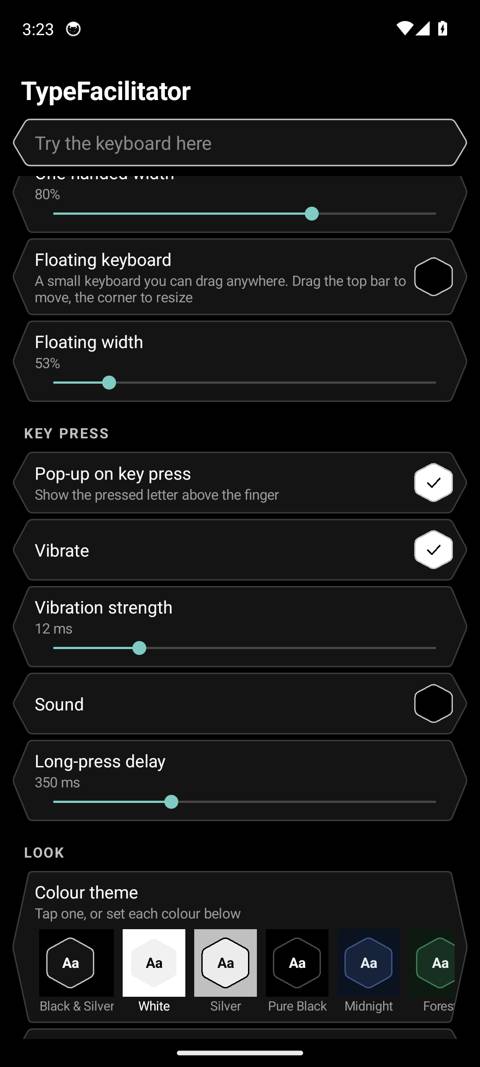 3:23
TypeFacilitator
Try the keyboard here
One-handed width
80%
Floating keyboard
A small keyboard you can drag anywhere. Drag the top bar to
move, the corner to resize
Floating width
53%
KEY PRESS
Pop-up on key press
Show the pressed letter above the finger
Vibrate
Vibration strength
12 ms
Sound
Long-press delay
350 ms
LOOK
Colour theme
Tap one, or set each colour below
Aa Aa Aa Aa Aa Aa
Black & Silver White Silver Pure Black Midnight Fores